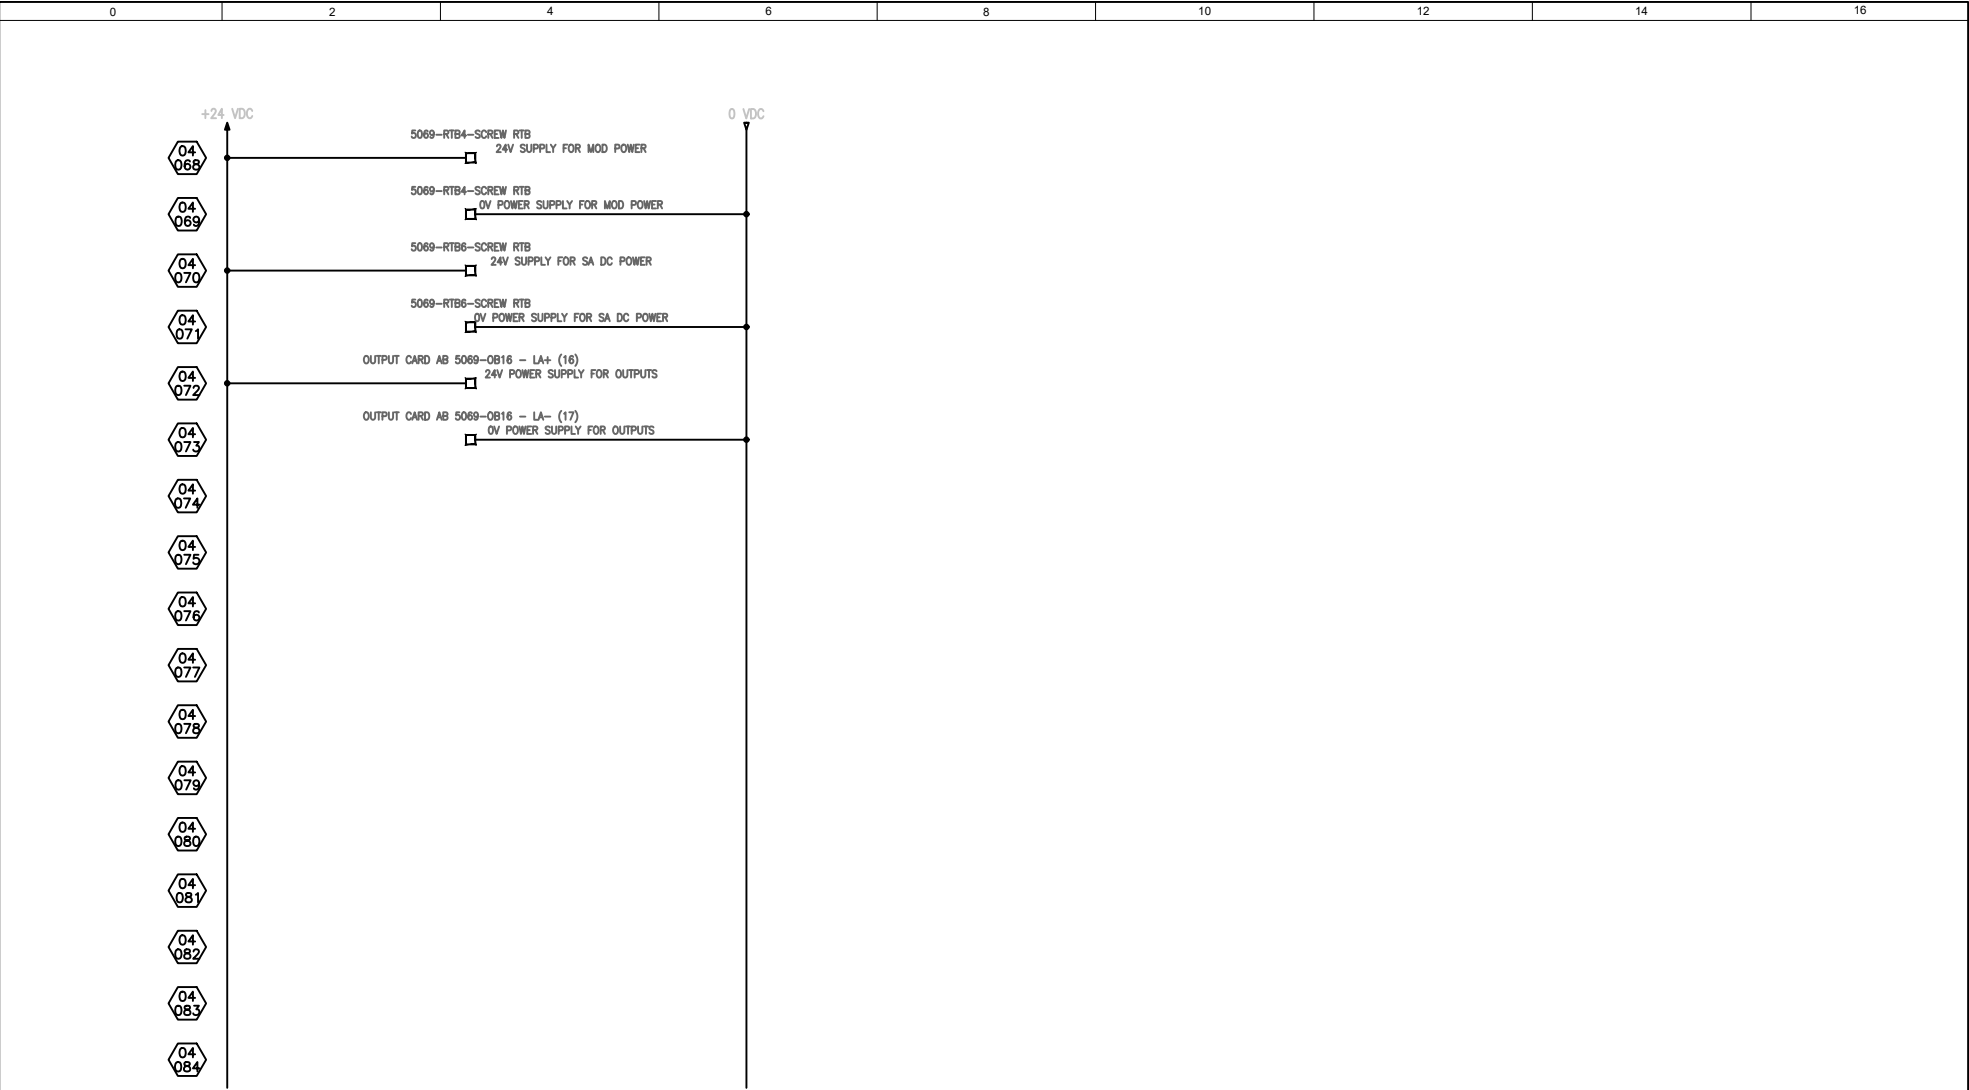 0 2 4 6 8 10 12 14 16
+24 VDC 0 VDC
5069-RTB4-SCREW RTB
24V SUPPLY FOR MOD POWER
04
068
5069-RTB4-SCREW RTB
0V POWER SUPPLY FOR MOD POWER
04
069
5069-RTB6-SCREW RTB
24V SUPPLY FOR SA DC POWER
04
070
5069-RTB6-SCREW RTB
0V POWER SUPPLY FOR SA DC POWER
04
071
OUTPUT CARD AB 5069-OB16 - LA+ (16)
24V POWER SUPPLY FOR OUTPUTS
04
072
OUTPUT CARD AB 5069-OB16 - LA- (17)
0V POWER SUPPLY FOR OUTPUTS
04
073
04
074
04
075
04
076
04
077
04
078
04
079
04
080
04
081
04
082
04
083
04
084